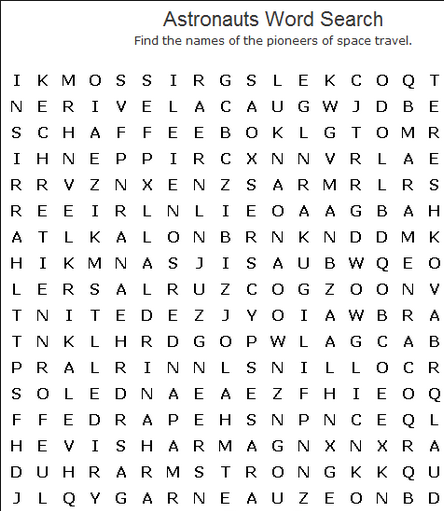 Astronauts Word Search
Find the names of the pioneers of space travel.
I K M O S S I R G S L E K C O Q T
N E R I V E L A C A U G W J D B E
S C H A F F E E B O K L G T O M R
I H N E P P I R C X N N V R L A E
R R V Z N X E N Z S A R M R L R S
R E E I R L N L I E O A A G B A H
A T L K A L O N B R N K N D D M K
H I K M N A S J I S A U B W Q E O
L E R S A L R U Z C O G Z O O N V
T N I T E D E Z J Y O I A W B R A
T N K L H R D G O P W L A G C A B
P R A L R I N N L S N I L L O C R
S O L E D N A E A E Z F H I E O Q
F F E D R A P E H S N P N C E Q L
H E V I S H A R M A G N X N X R A
D U H R A R M S T R O N G K K Q U
J L Q Y G A R N E A U Z E O N B D